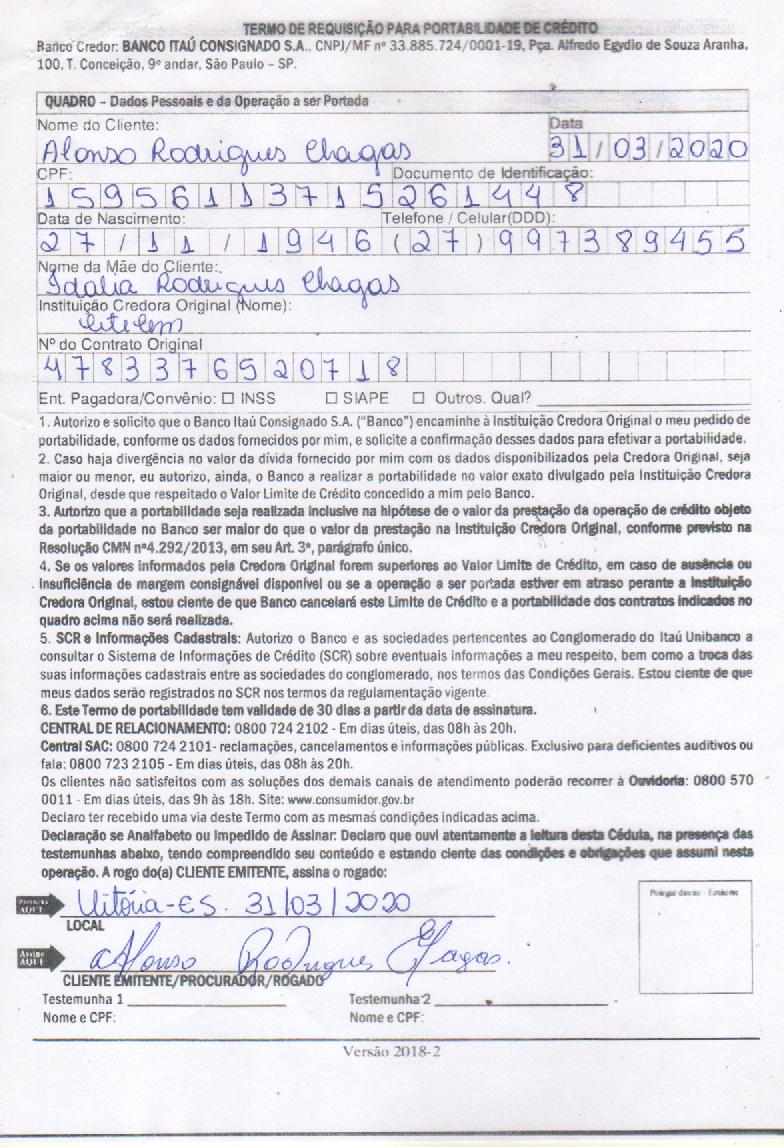 TERMO DE REQUISIÇÃO PARA PORTABILIDADE DE CRÉDITO
Banco Credor: BANCO ITAÚ CONSIGNADO S.A., CNPJ/MF nº 33.885.724/0001-19, Pça. Alfredo Egydio de Souza Aranha,
100, T. Conceição, 9º andar, São Paulo – SP.
QUADRO – Dados Pessoais e da Operação a ser Portada
Nome do Cliente: Data
Alonso Rodrigues Chagas 31/03/2020
CPF: Documento de Identificação:
15956113715261448
Data de Nascimento: Telefone / Celular(DDD):
27/11/1946 (27)997389455
Nome da Mãe do Cliente:
Idalia Rodrigues Chagas
Instituição Credora Original (Nome):
Cetelem
Nº do Contrato Original
47833765207 18
Ent. Pagadora/Convênio: ☐ INSS ☐ SIAPE ☐ Outros. Qual?
1. Autorizo e solicito que o Banco Itaú Consignado S.A. (“Banco”) encaminhe à Instituição Credora Original o meu pedido de
portabilidade, conforme os dados fornecidos por mim, e solicite a confirmação desses dados para efetivar a portabilidade.
2. Caso haja divergência no valor da dívida fornecido por mim com os dados disponibilizados pela Credora Original, seja
maior ou menor, eu autorizo, ainda, o Banco a realizar a portabilidade no valor exato divulgado pela Instituição Credora
Original, desde que respeitado o Valor Limite de Crédito concedido a mim pelo Banco.
3. Autorizo que a portabilidade seja realizada inclusive na hipótese de o valor da prestação da operação de crédito objeto
da portabilidade no Banco ser maior do que o valor da prestação na Instituição Credora Original, conforme previsto na
Resolução CMN nº4.292/2013, em seu Art. 3º, parágrafo único.
4. Se os valores informados pela Credora Original forem superiores ao Valor Limite de Crédito, em caso de ausência ou
insuficiência de margem consignável disponível ou se a operação a ser portada estiver em atraso perante a Instituição
Credora Original, estou ciente de que Banco cancelará este Limite de Crédito e a portabilidade dos contratos indicados no
quadro acima não será realizada.
5. SCR e Informações Cadastrais: Autorizo o Banco e as sociedades pertencentes ao Conglomerado do Itaú Unibanco a
consultar o Sistema de Informações de Crédito (SCR) sobre eventuais informações a meu respeito, bem como a troca das
suas informações cadastrais entre as sociedades do conglomerado, nos termos das Condições Gerais. Estou ciente de que
meus dados serão registrados no SCR nos termos da regulamentação vigente.
6. Este Termo de portabilidade tem validade de 30 dias a partir da data de assinatura.
CENTRAL DE RELACIONAMENTO: 0800 724 2102 - Em dias úteis, das 08h às 20h.
Central SAC: 0800 724 2101- reclamações, cancelamentos e informações públicas. Exclusivo para deficientes auditivos ou
fala: 0800 723 2105 - Em dias úteis, das 08h às 20h.
Os clientes não satisfeitos com as soluções dos demais canais de atendimento poderão recorrer à Ouvidoria: 0800 570
0011 - Em dias úteis, das 9h às 18h. Site: www.consumidor.gov.br
Declaro ter recebido uma via deste Termo com as mesmas condições indicadas acima.
Declaração se Analfabeto ou Impedido de Assinar: Declaro que ouvi atentamente a leitura desta Cédula, na presença das
testemunhas abaixo, tendo compreendido seu conteúdo e estando ciente das condições e obrigações que assumi nesta
operação. A rogo do(a) CLIENTE EMITENTE, assina o rogado:
Preencha AQUI Vitória-ES. 31/03/2020 Polegar direito - Emitente
LOCAL
Assine AQUI Afonso Rodrigues Chagas.
CLIENTE EMITENTE/PROCURADOR/ROGADO
Testemunha 1 Testemunha 2
Nome e CPF: Nome e CPF:
Versão 2018-2